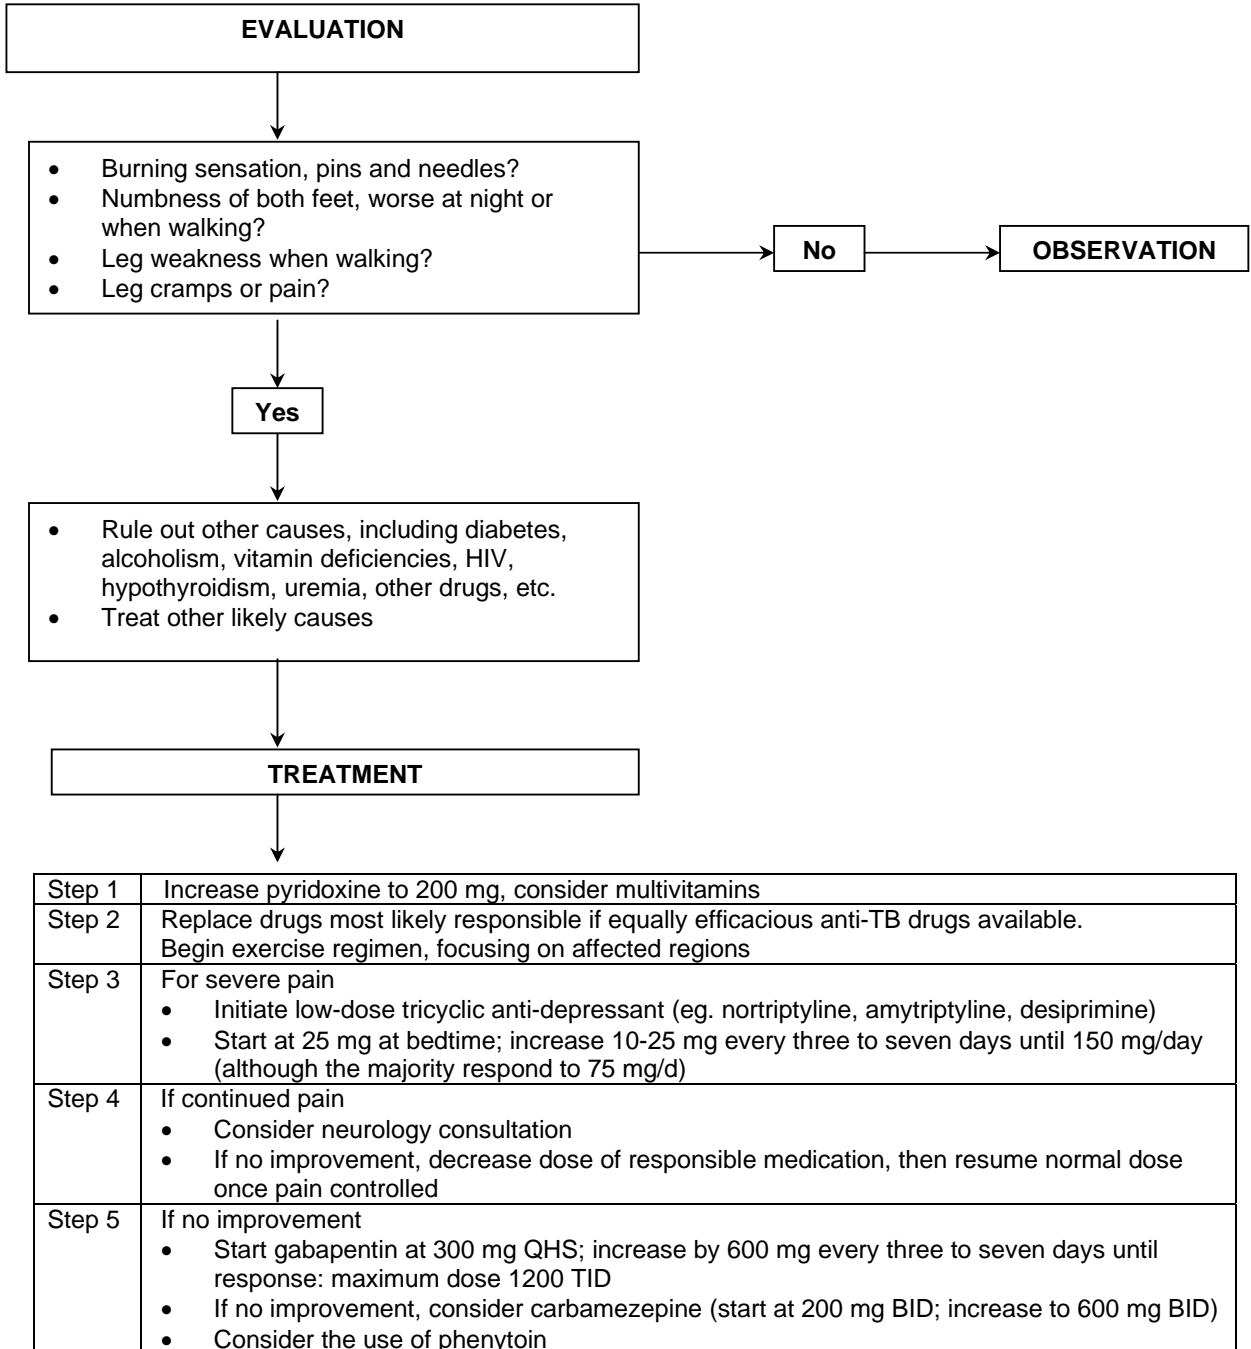 EVALUATION
• Burning sensation, pins and needles?
• Numbness of both feet, worse at night or
when walking?
• Leg weakness when walking?
• Leg cramps or pain?
No
OBSERVATION
Yes
• Rule out other causes, including diabetes,
alcoholism, vitamin deficiencies, HIV,
hypothyroidism, uremia, other drugs, etc.
• Treat other likely causes
TREATMENT
Step 1 Increase pyridoxine to 200 mg, consider multivitamins
Step 2 Replace drugs most likely responsible if equally efficacious anti-TB drugs available.
Begin exercise regimen, focusing on affected regions
Step 3 For severe pain
• Initiate low-dose tricyclic anti-depressant (eg. nortriptyline, amytriptyline, desiprimine)
• Start at 25 mg at bedtime; increase 10-25 mg every three to seven days until 150 mg/day
(although the majority respond to 75 mg/d)
Step 4 If continued pain
• Consider neurology consultation
• If no improvement, decrease dose of responsible medication, then resume normal dose
once pain controlled
Step 5 If no improvement
• Start gabapentin at 300 mg QHS; increase by 600 mg every three to seven days until
response: maximum dose 1200 TID
• If no improvement, consider carbamezepine (start at 200 mg BID; increase to 600 mg BID)
• Consider the use of phenytoin